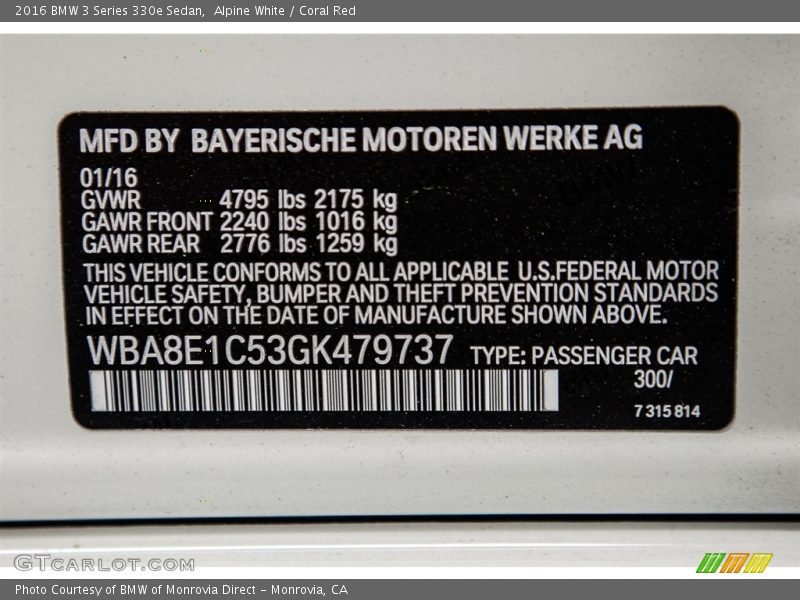 2016 BMW 3 Series 330e Sedan, Alpine White / Coral Red
MFD BY BAYERISCHE MOTOREN WERKE AG
01/16
GVWR 4795 lbs 2175 kg
GAWR FRONT 2240 lbs 1016 kg
GAWR REAR 2776 lbs 1259 kg
THIS VEHICLE CONFORMS TO ALL APPLICABLE U.S.FEDERAL MOTOR
VEHICLE SAFETY, BUMPER AND THEFT PREVENTION STANDARDS
IN EFFECT ON THE DATE OF MANUFACTURE SHOWN ABOVE.
WBA8E1C53GK479737 TYPE: PASSENGER CAR
300/
7 315 814
GTCARLOT.COM
Photo Courtesy of BMW of Monrovia Direct - Monrovia, CA